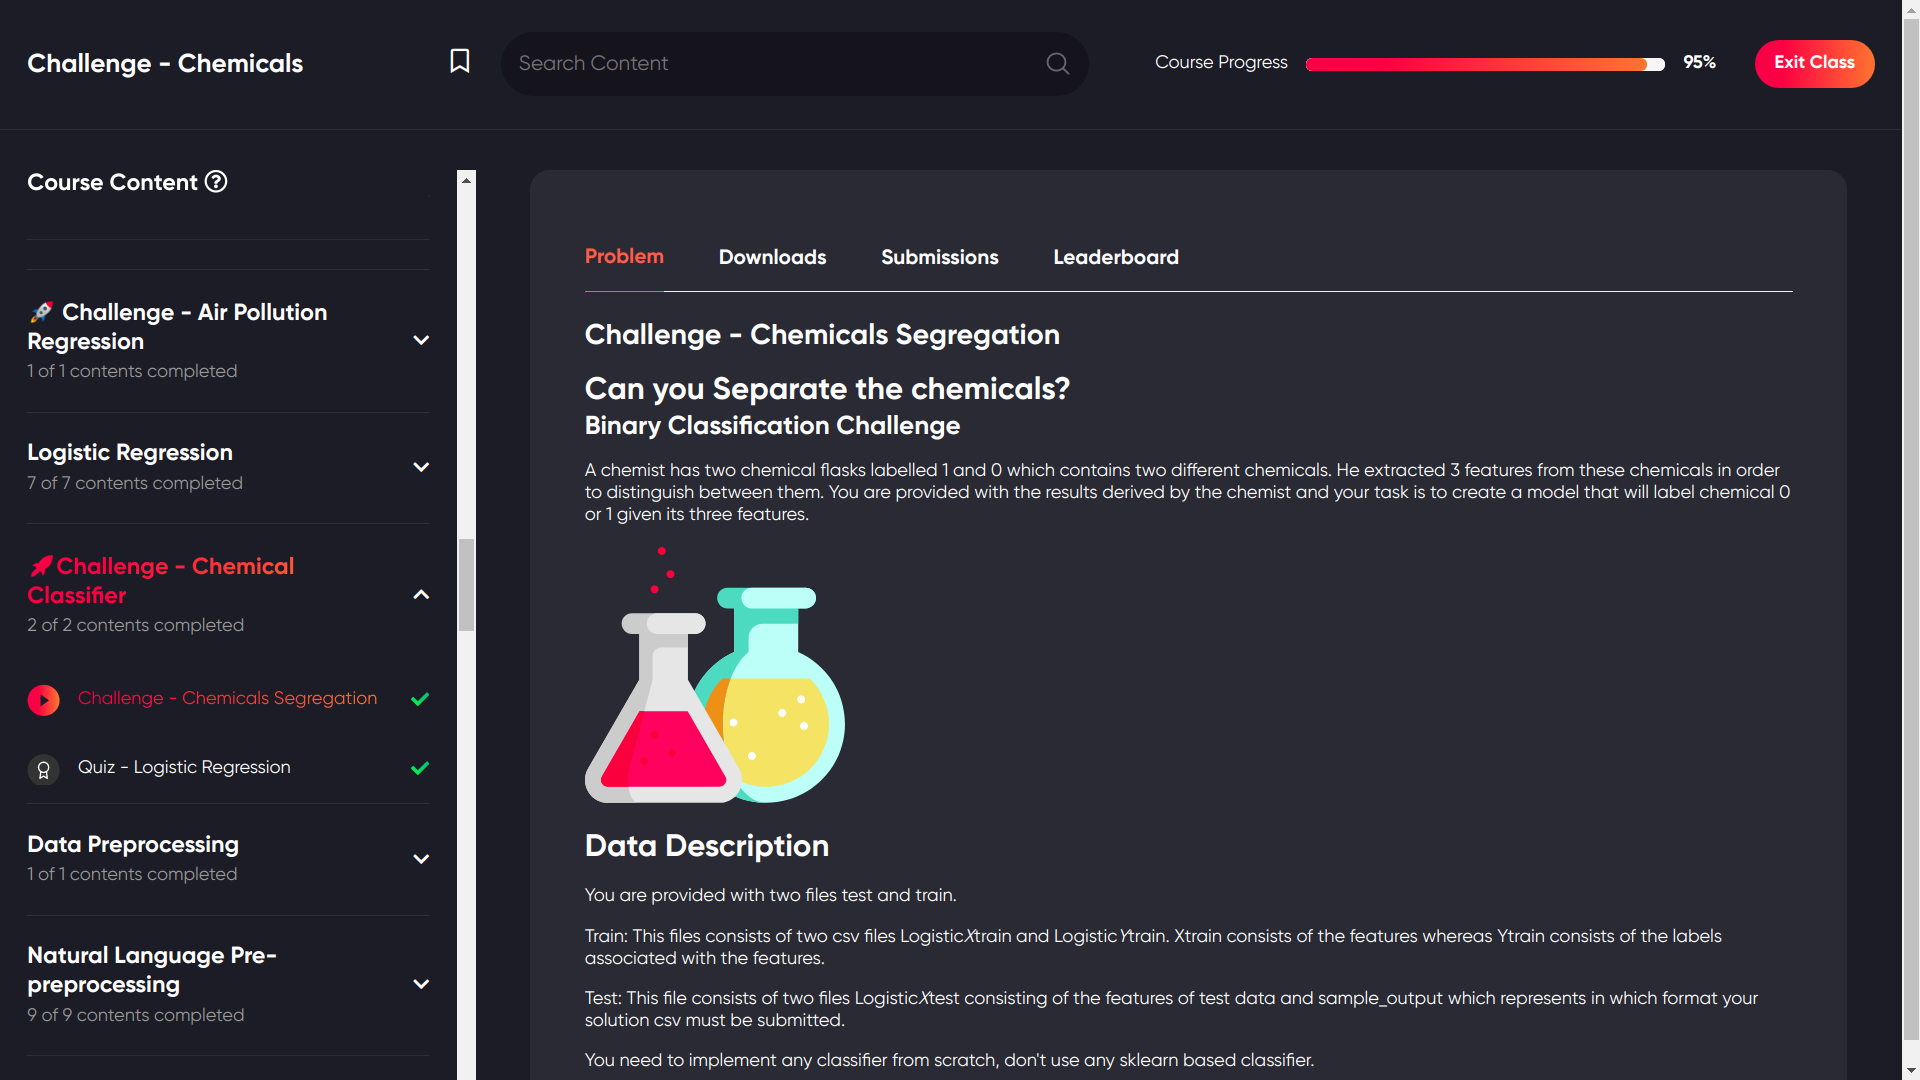 Challenge - Chemicals
Search Content
Course Progress
95%
Exit Class
Course Content
Challenge - Air Pollution
Regression
1 of 1 contents completed
Logistic Regression
7 of 7 contents completed
Challenge - Chemical
Classifier
2 of 2 contents completed
Challenge - Chemicals Segregation
Quiz - Logistic Regression
Data Preprocessing
1 of 1 contents completed
Natural Language Pre-
preprocessing
9 of 9 contents completed
Problem
Downloads
Submissions
Leaderboard
Challenge - Chemicals Segregation
Can you Separate the chemicals?
Binary Classification Challenge
A chemist has two chemical flasks labelled 1 and 0 which contains two different chemicals. He extracted 3 features from these chemicals in order
to distinguish between them. You are provided with the results derived by the chemist and your task is to create a model that will label chemical 0
or 1 given its three features.
Data Description
You are provided with two files test and train.
Train: This files consists of two csv files LogisticXtrain and LogisticYtrain. Xtrain consists of the features whereas Ytrain consists of the labels
associated with the features.
Test: This file consists of two files LogisticXtest consisting of the features of test data and sample_output which represents in which format your
solution csv must be submitted.
You need to implement any classifier from scratch, don't use any sklearn based classifier.